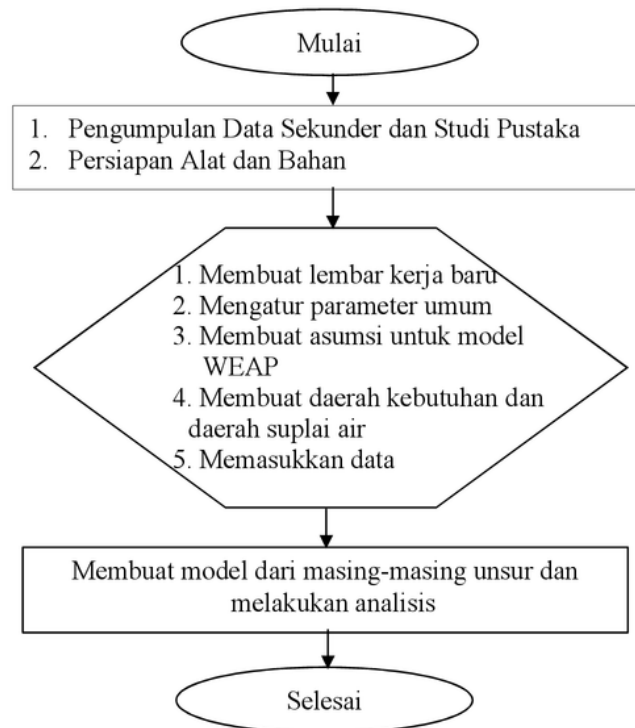 Mulai
1. Pengumpulan Data Sekunder dan Studi Pustaka
2. Persiapan Alat dan Bahan
1. Membuat lembar kerja baru
2. Mengatur parameter umum
3. Membuat asumsi untuk model
WEAP
4. Membuat daerah kebutuhan dan
daerah suplai air
5. Memasukkan data
Membuat model dari masing-masing unsur dan
melakukan analisis
Selesai